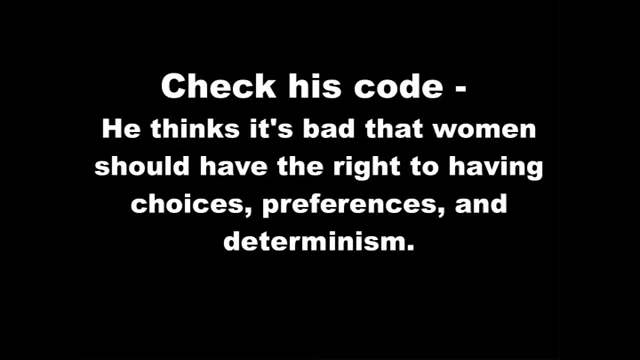 Check his code -
He thinks it's bad that women
should have the right to having
choices, preferences, and
determinism.